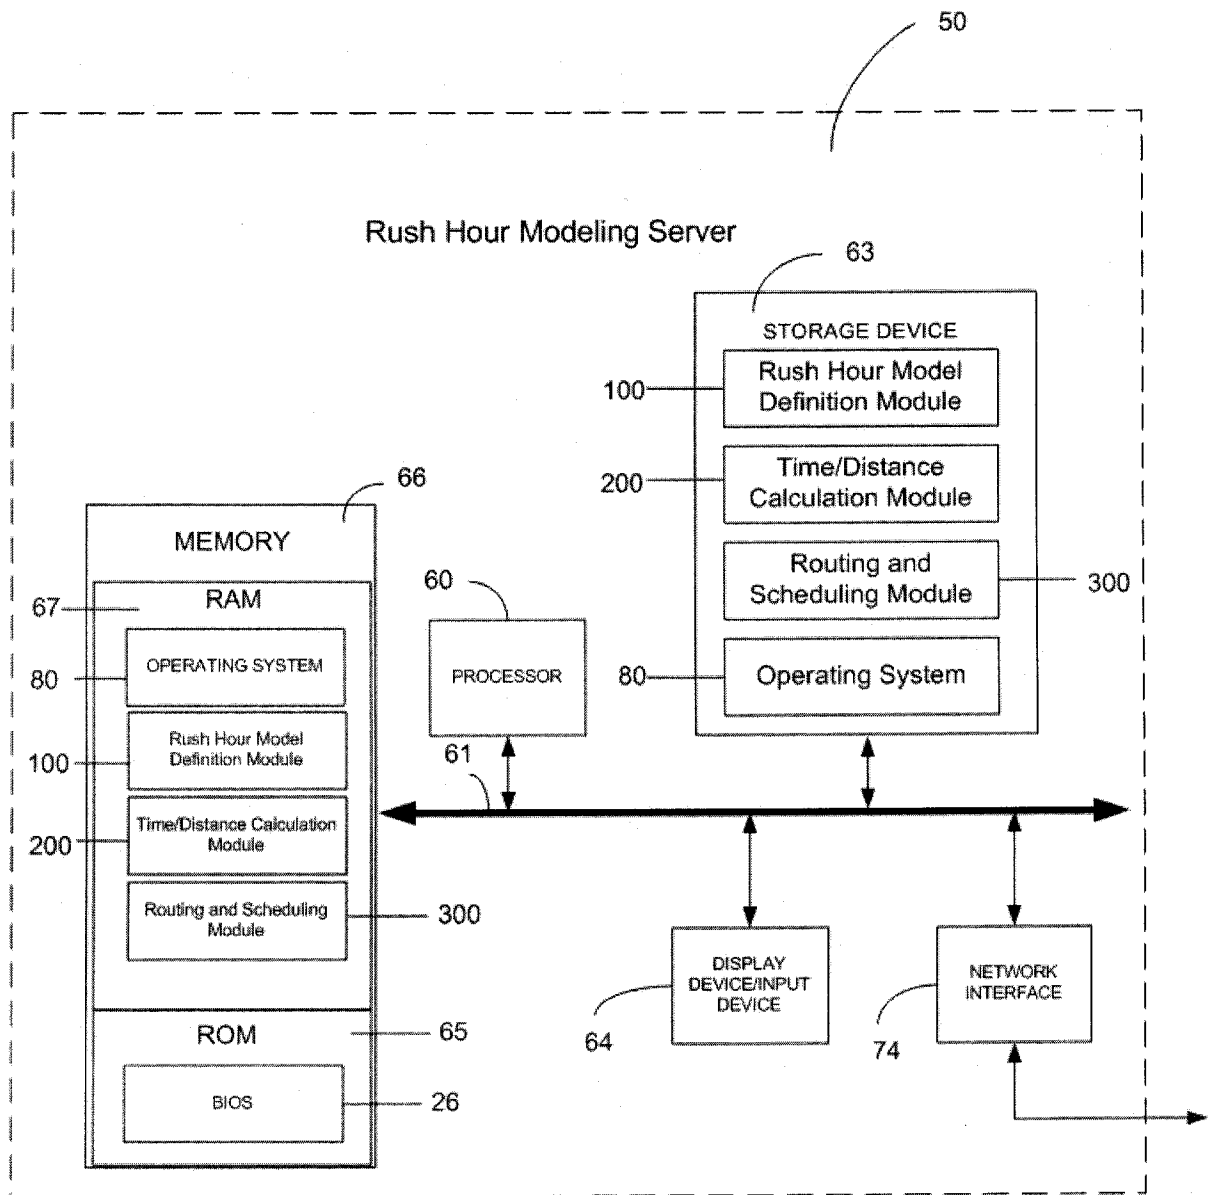 50
Rush Hour Modeling Server
63
STORAGE DEVICE
100
Rush Hour Model
Definition Module
200
Time/Distance
Calculation Module
Routing and
Scheduling Module
300
80
Operating System
66
MEMORY
67
RAM
OPERATING SYSTEM
80
Rush Hour Model
Definition Module
100
Time/Distance Calculation
Module
200
Routing and Scheduling
Module
300
ROM
65
BIOS
26
60
PROCESSOR
61
DISPLAY
DEVICE/INPUT
DEVICE
64
NETWORK
INTERFACE
74